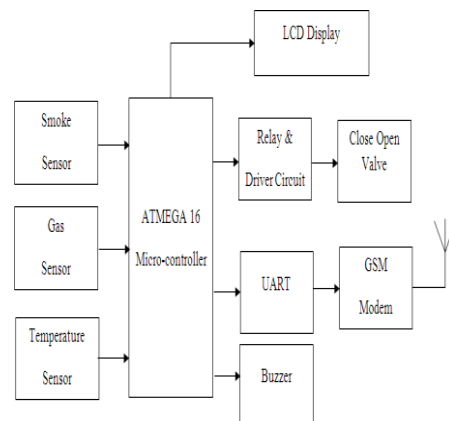 LCD Display
Smoke
Sensor
Gas
Sensor
Temperature
Sensor
ATMEGA 16
Micro-controller
Relay &
Driver Circuit
Close Open
Valve
UART
GSM
Modem
Buzzer